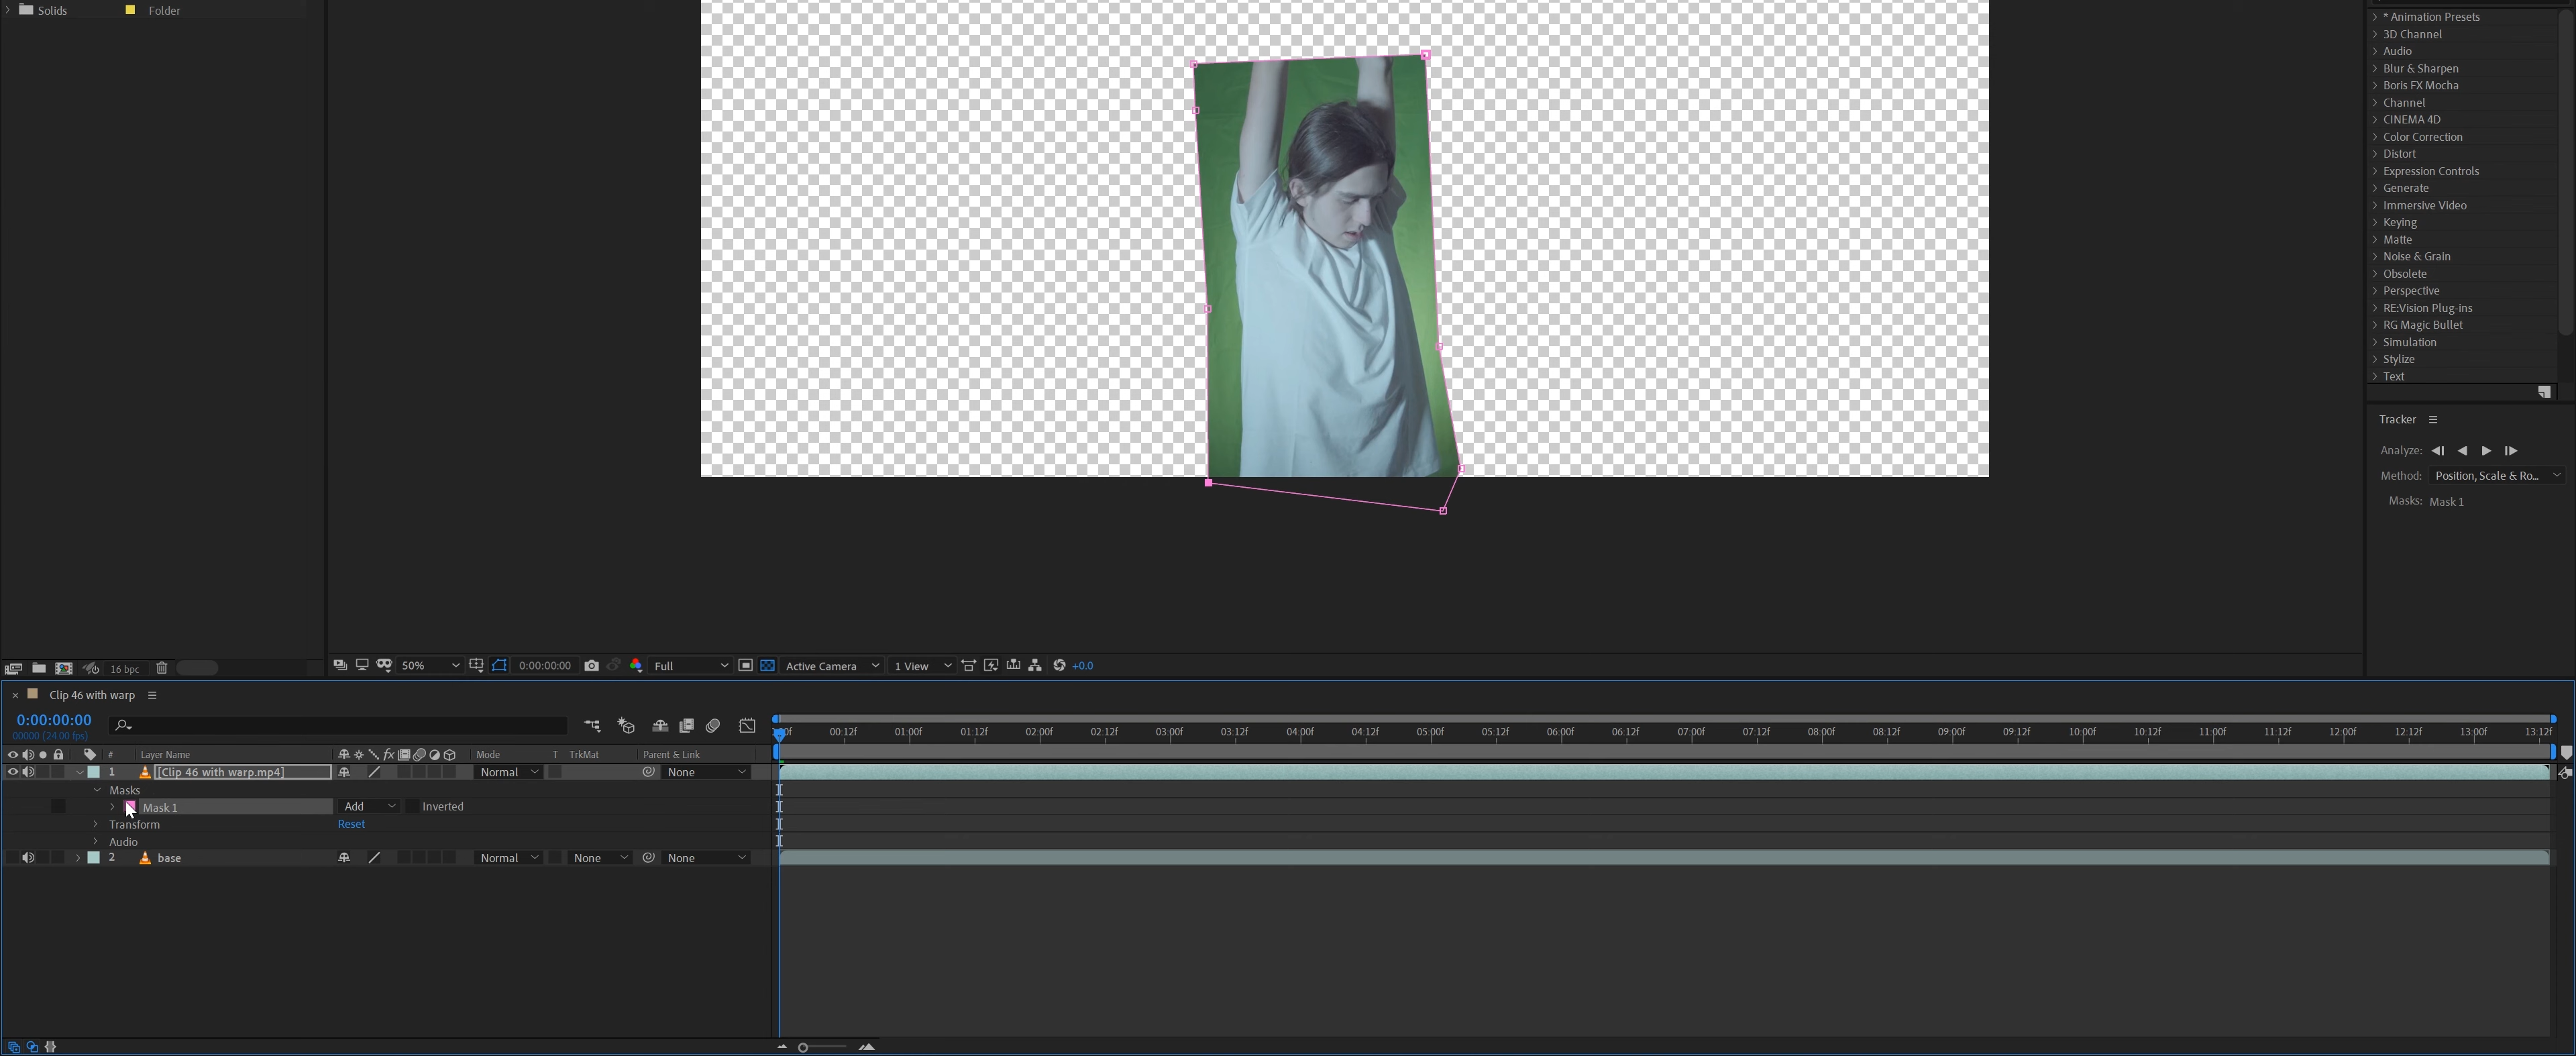 Solids Folder
* Animation Presets
3D Channel
Audio
Blur & Sharpen
Boris FX Mocha
Channel
CINEMA 4D
Color Correction
Distort
Expression Controls
Generate
Immersive Video
Keying
Matte
Noise & Grain
Obsolete
Perspective
RE:Vision Plug-ins
RG Magic Bullet
Simulation
Stylize
Text
Tracker
Analyze:
Method: Position, Scale & Ro...
Masks: Mask 1
16 bpc
50% 0:00:00:00 Full Active Camera 1 View +0.0
Clip 46 with warp
0:00:00:00
00000 (24.00 fps)
00:12f 01:00f 01:12f 02:00f 02:12f 03:00f 03:12f 04:00f 04:12f 05:00f 05:12f 06:00f 06:12f 07:00f 07:12f 08:00f 08:12f 09:00f 09:12f 10:00f 10:12f 11:00f 11:12f 12:00f 12:12f 13:00f 13:12f
# Layer Name fx Mode T TrkMat Parent & Link
1 [Clip 46 with warp.mp4] Normal None
Masks
Mask 1 Add Inverted
Transform Reset
Audio
2 base Normal None None